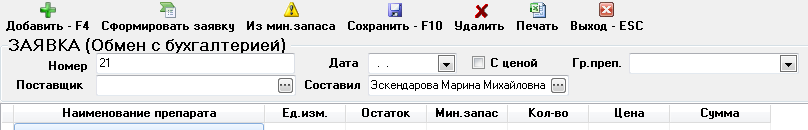 Добавить - F4 Сформировать заявку Из мин.запаса Сохранить - F10 Удалить Печать Выход - ESC
ЗАЯВКА (Обмен с бухгалтерией)
Номер 21 Дата . . С ценой Гр.преп.
Поставщик ... Составил Эскендарова Марина Михайловна ...
Наименование препарата Ед.изм. Остаток Мин.запас Кол-во Цена Сумма